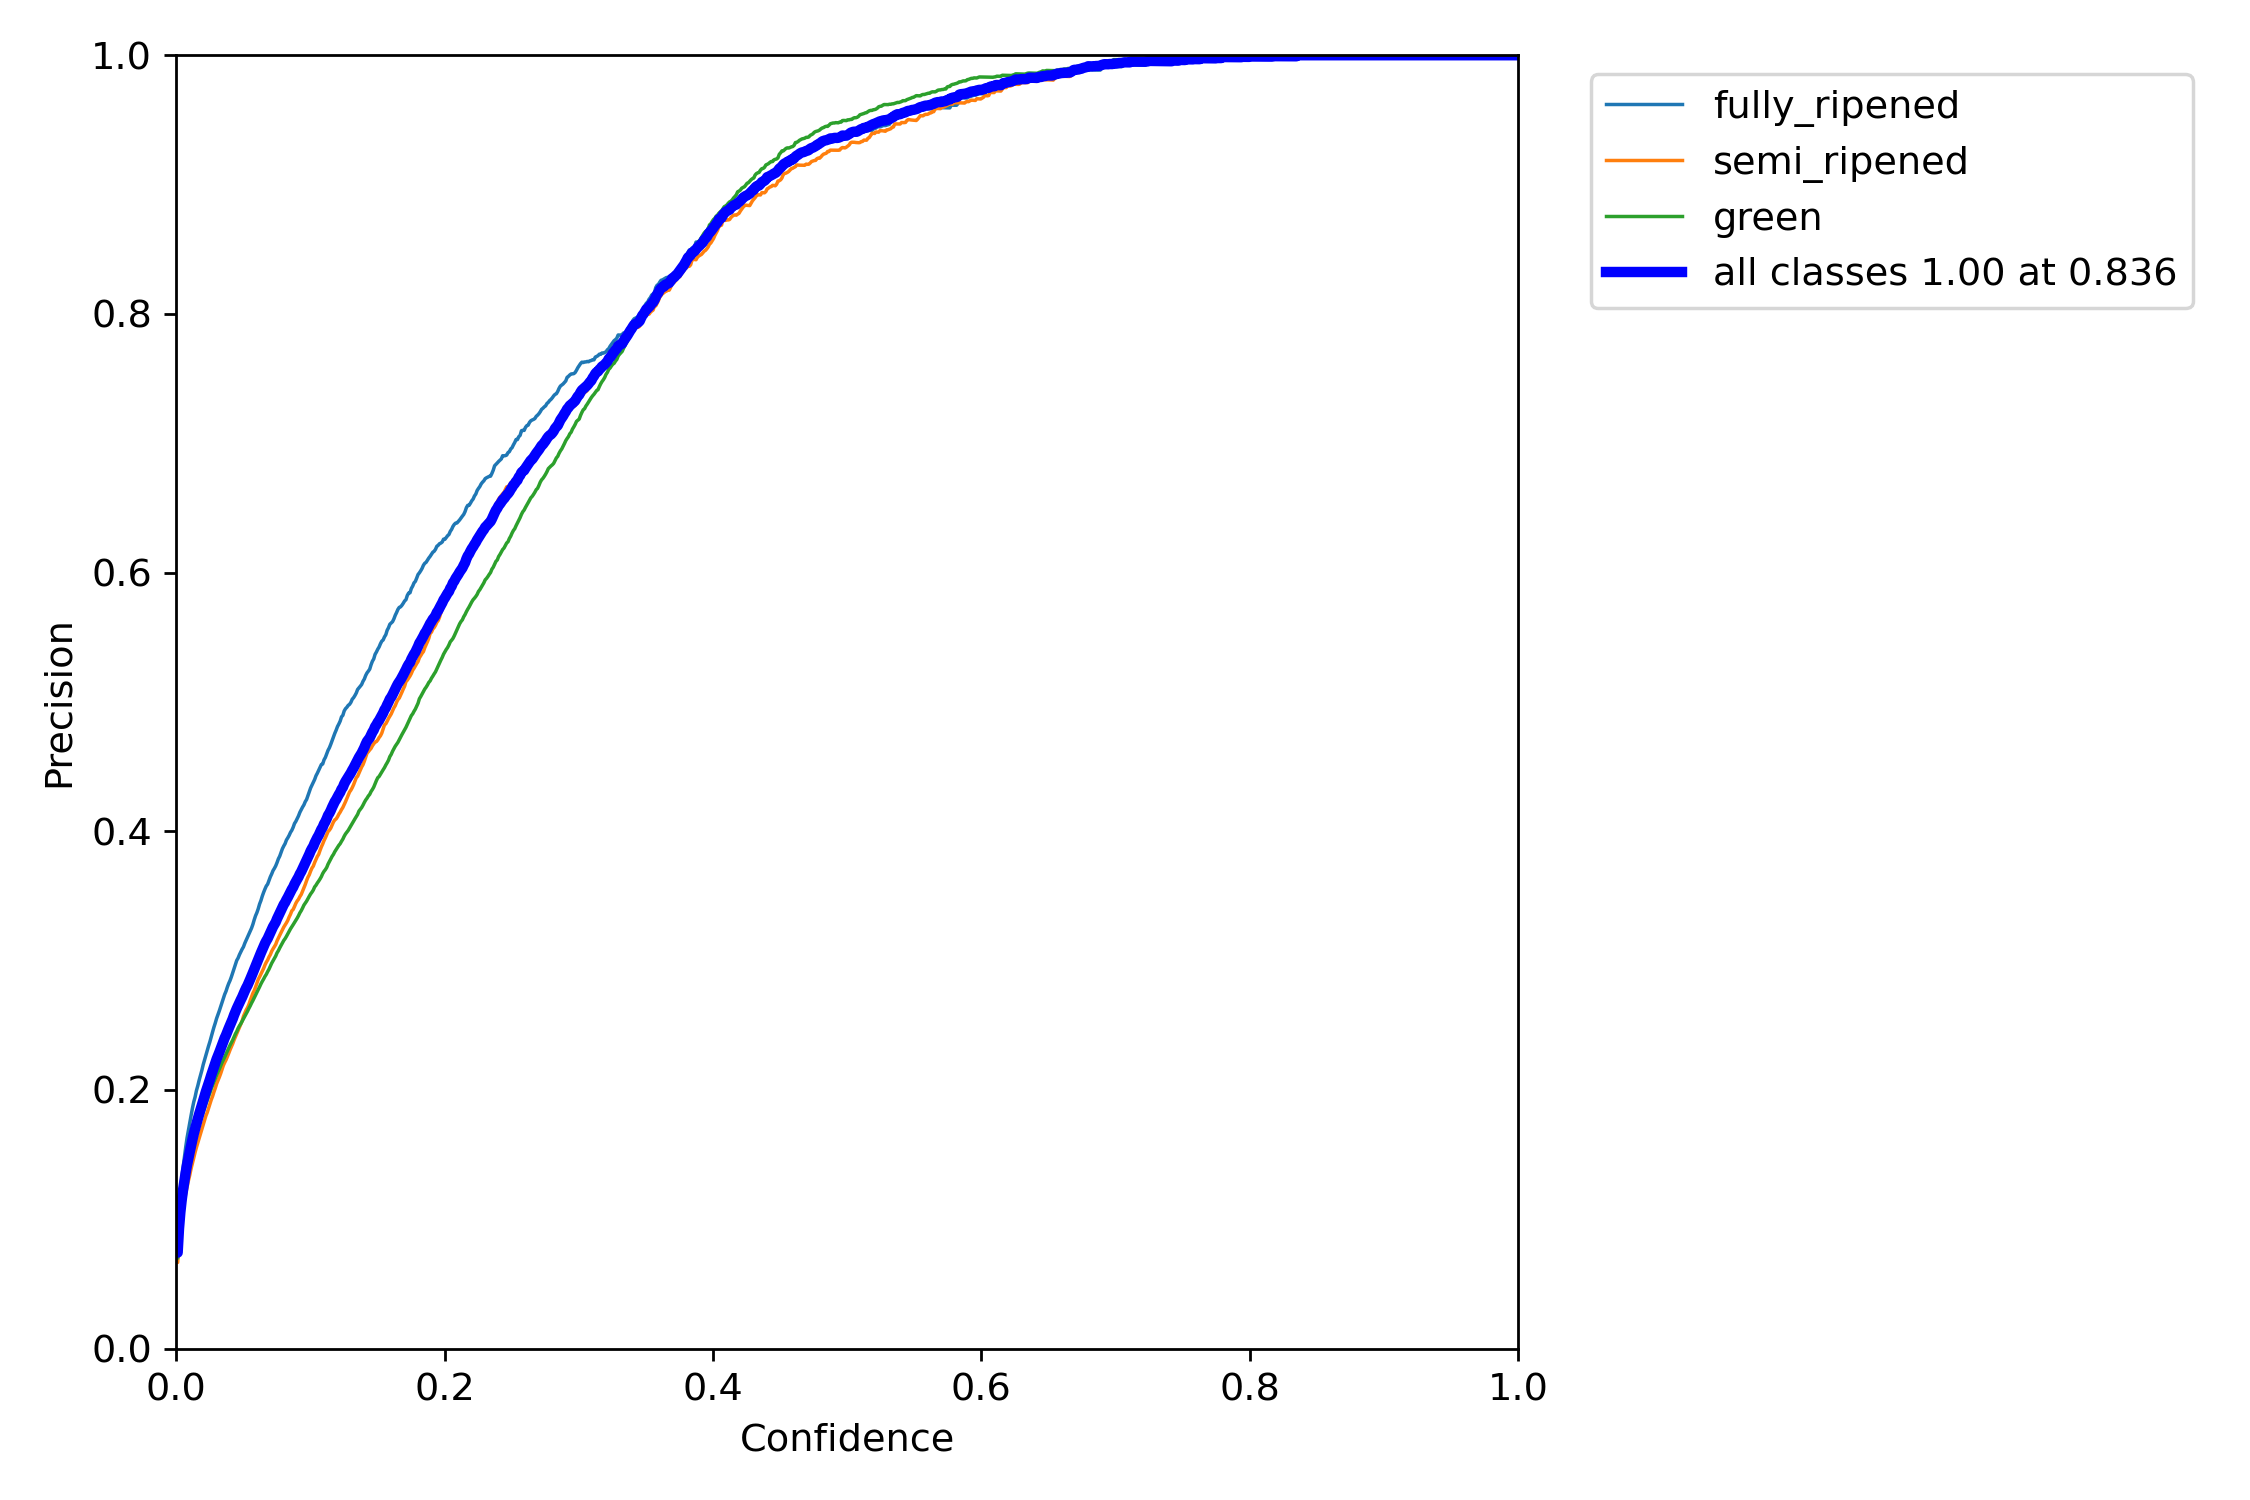 1.0
0.8
0.6
0.4
0.2
0.0
Precision
0.0 0.2 0.4 0.6 0.8 1.0
Confidence
fully_ripened
semi_ripened
green
all classes 1.00 at 0.836